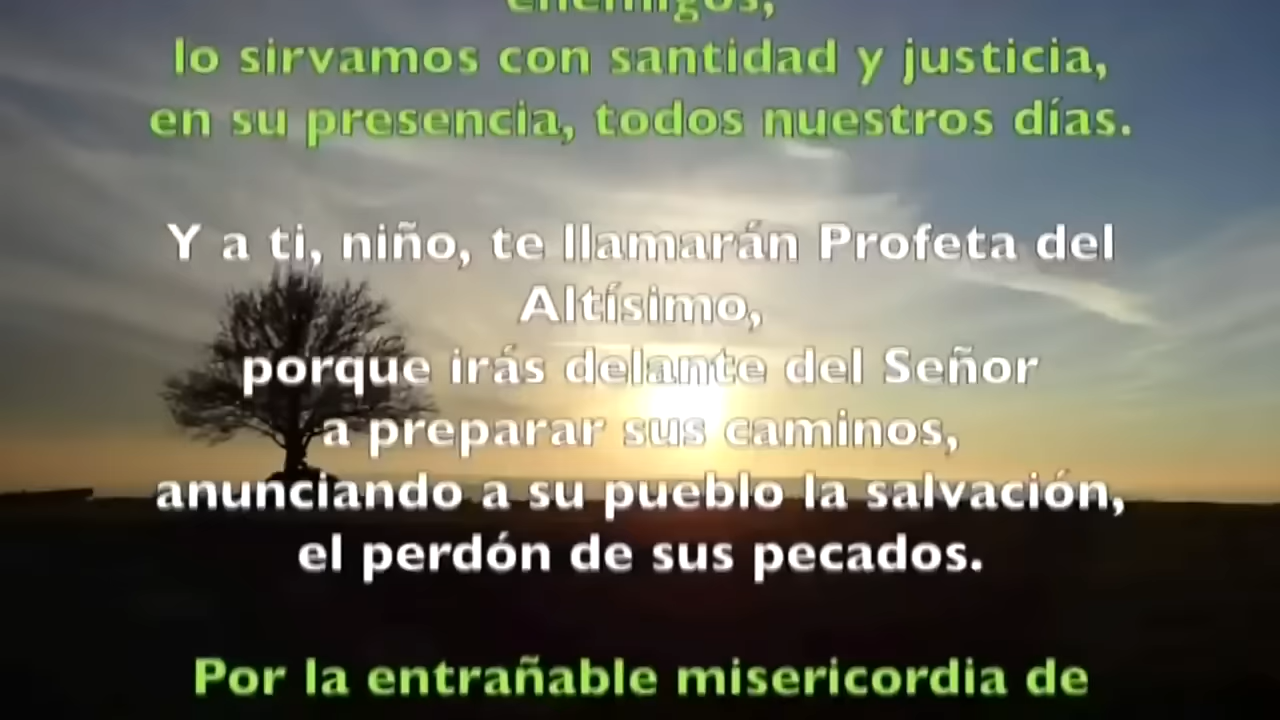 enemigos,
lo sirvamos con santidad y justicia,
en su presencia, todos nuestros días.
Y a ti, niño, te llamarán Profeta del
Altísimo,
porque irás delante del Señor
a preparar sus caminos,
anunciando a su pueblo la salvación,
el perdón de sus pecados.
Por la entrañable misericordia de